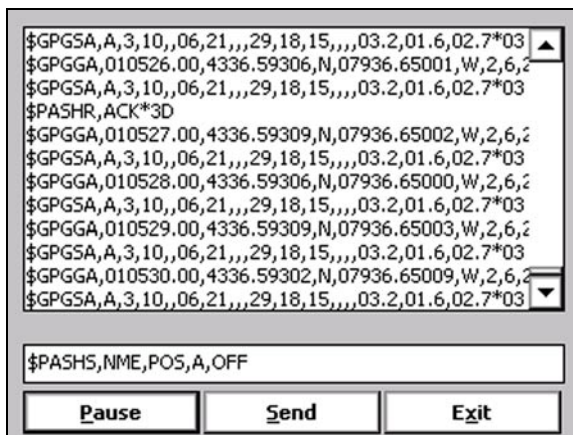 $GPGSA,A,3,10,,06,21,,,29,18,15,,,,03.2,01.6,02.7*03
$GPGGA,010526.00,4336.59306,N,07936.65001,W,2,6,2
$GPGSA,A,3,10,,06,21,,,29,18,15,,,,03.2,01.6,02.7*03
$PASHR,ACK*3D
$GPGGA,010527.00,4336.59309,N,07936.65002,W,2,6,2
$GPGSA,A,3,10,,06,21,,,29,18,15,,,,03.2,01.6,02.7*03
$GPGGA,010528.00,4336.59306,N,07936.65000,W,2,6,2
$GPGSA,A,3,10,,06,21,,,29,18,15,,,,03.2,01.6,02.7*03
$GPGGA,010529.00,4336.59309,N,07936.65003,W,2,6,2
$GPGSA,A,3,10,,06,21,,,29,18,15,,,,03.2,01.6,02.7*03
$GPGGA,010530.00,4336.59302,N,07936.65009,W,2,6,2
$GPGSA,A,3,10,,06,21,,,29,18,15,,,,03.2,01.6,02.7*03
$PASHS,NME,POS,A,OFF
Pause Send Exit